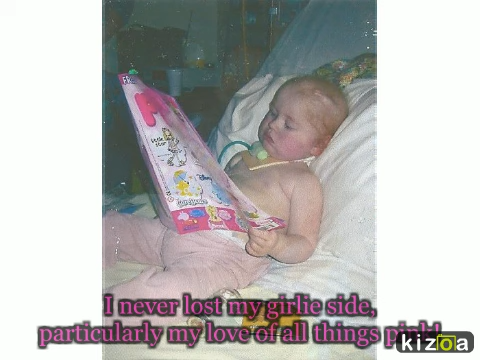 I never lost my girlie side,
particularly my love of all things pink!
kizoa